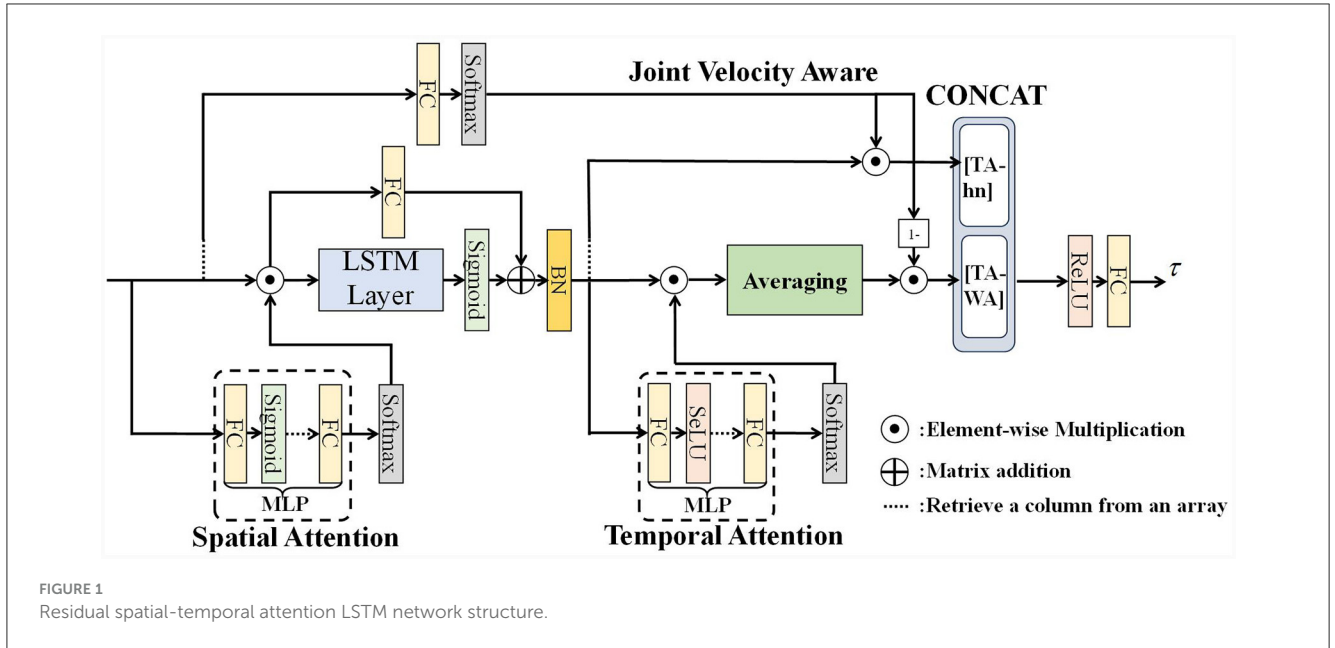 FC
Softmax
Joint Velocity Aware
CONCAT
FC
[TA-
hn]
1-
LSTM
Layer
Sigmoid
BN
Averaging
[TA-
WA]
ReLU
FC
τ
FC
Sigmoid
FC
Softmax
MLP
Spatial Attention
FC
SeLU
FC
Softmax
MLP
Temporal Attention
:Element-wise Multiplication
:Matrix addition
:Retrieve a column from an array
FIGURE 1
Residual spatial-temporal attention LSTM network structure.